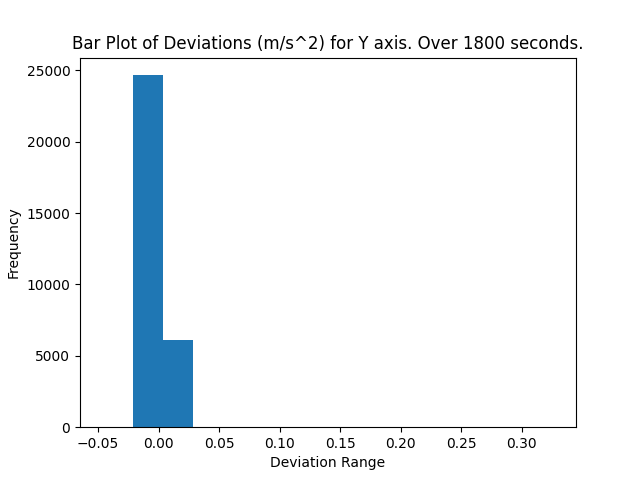 Bar Plot of Deviations (m/s^2) for Y axis. Over 1800 seconds.
25000
20000
15000
10000
5000
0
Frequency
−0.05 0.00 0.05 0.10 0.15 0.20 0.25 0.30
Deviation Range